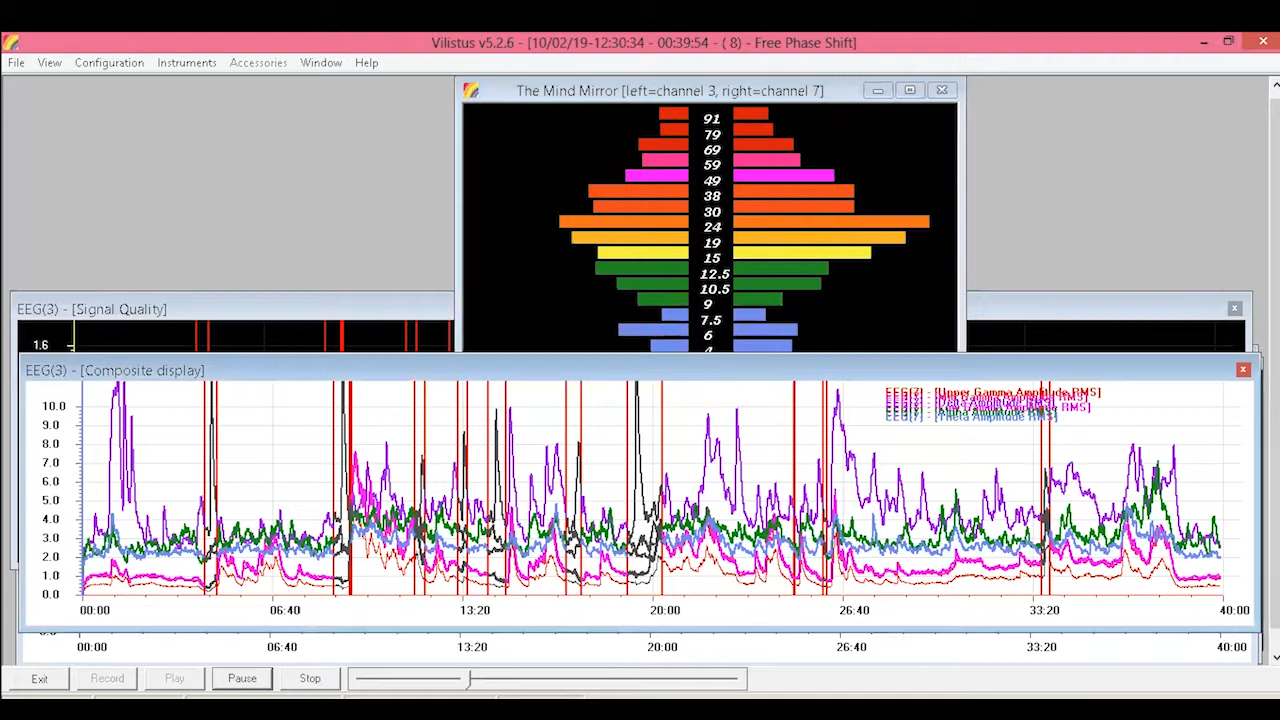 Vilistus v5.2.6 - [10/02/19-12:30:34 - 00:39:54 - ( 8) - Free Phase Shift]
File View Configuration Instruments Accessories Window Help
The Mind Mirror [left=channel 3, right=channel 7]
91
79
69
59
49
38
30
24
19
15
12.5
10.5
9
7.5
6
4
EEG(3) - [Signal Quality]
1.6
EEG(3) - [Composite display]
EEG(7) - [Upper Gamma Amplitude RMS]
EEG(7) - [Theta Amplitude RMS]
10.0
9.0
8.0
7.0
6.0
5.0
4.0
3.0
2.0
1.0
0.0
00:00 06:40 13:20 20:00 26:40 33:20 40:00
00:00 06:40 13:20 20:00 26:40 33:20 40:00
Exit Record Play Pause Stop